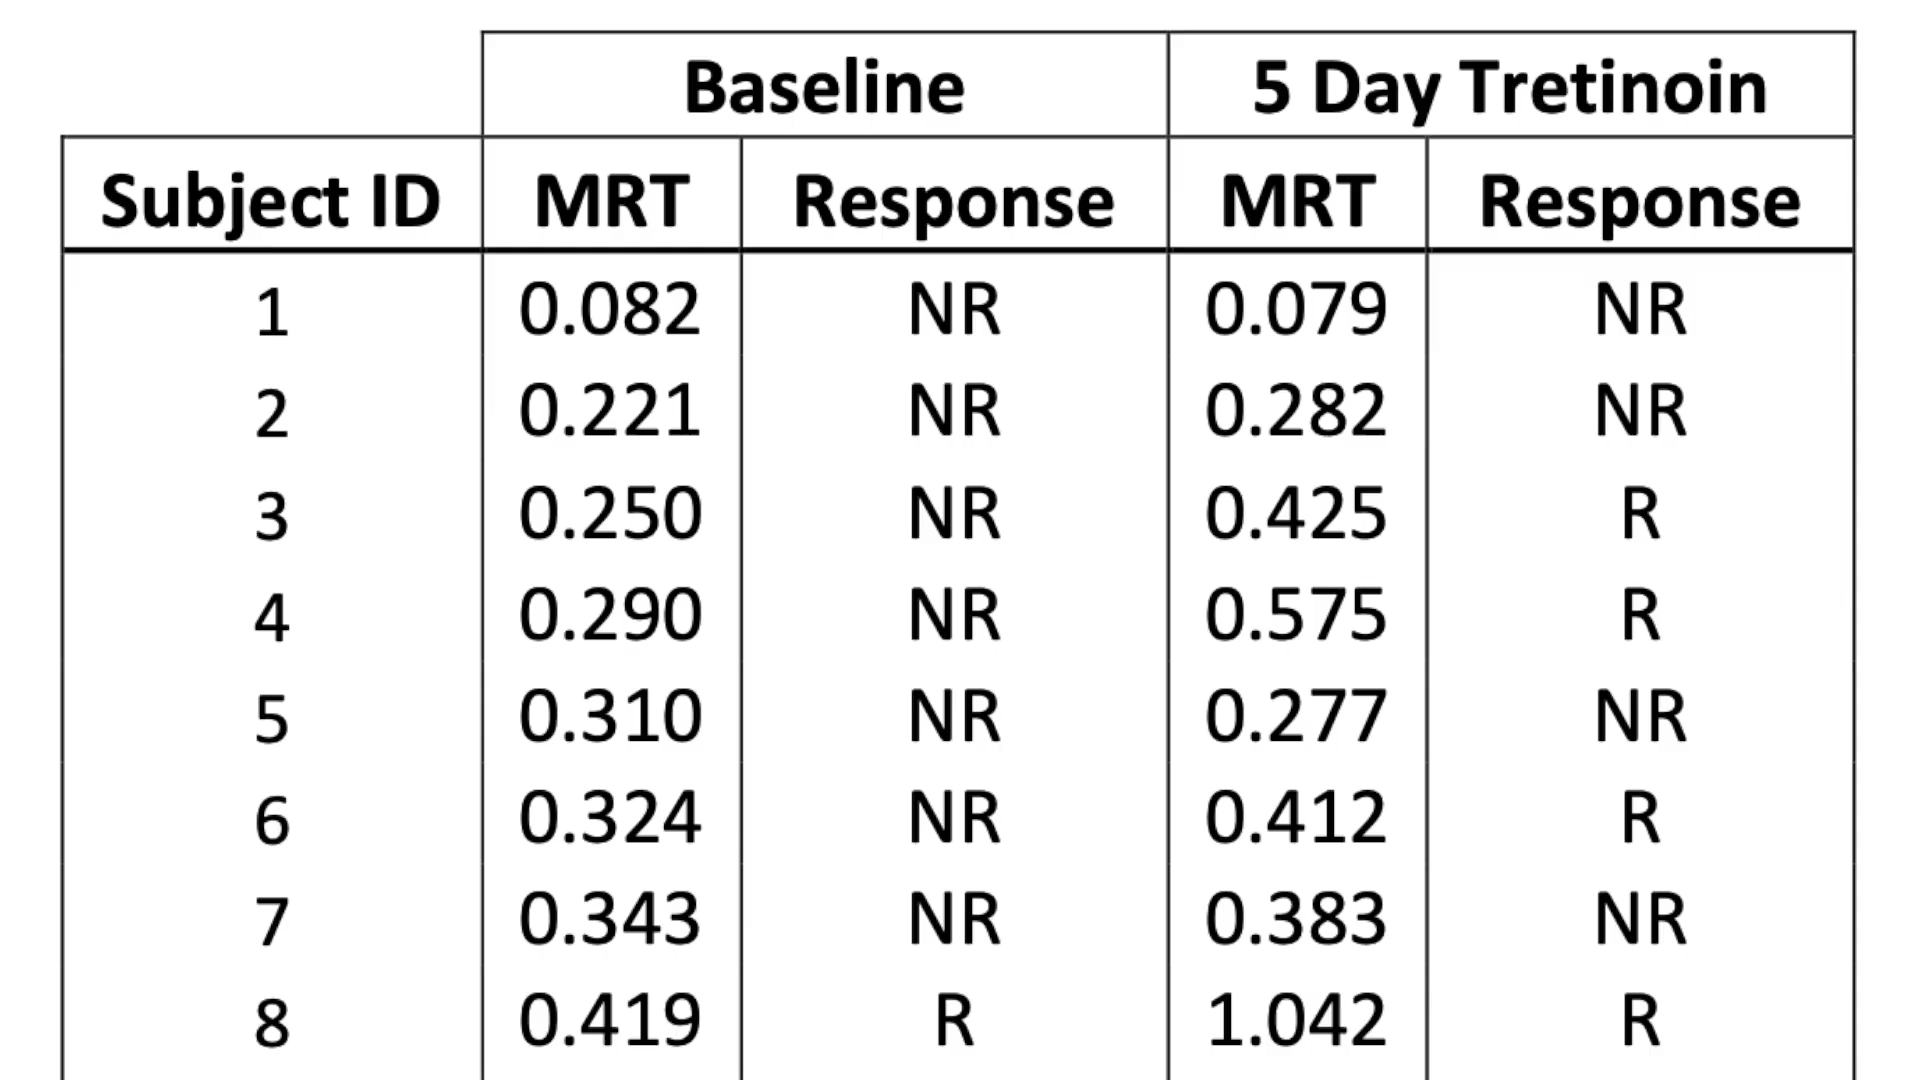 Baseline 5 Day Tretinoin
Subject ID MRT Response MRT Response
1 0.082 NR 0.079 NR
2 0.221 NR 0.282 NR
3 0.250 NR 0.425 R
4 0.290 NR 0.575 R
5 0.310 NR 0.277 NR
6 0.324 NR 0.412 R
7 0.343 NR 0.383 NR
8 0.419 R 1.042 R